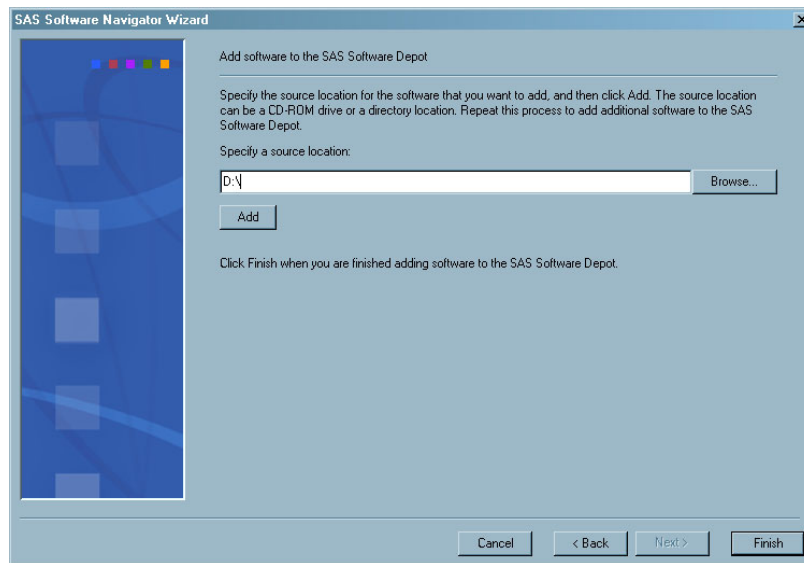 SAS Software Navigator Wizard
Add software to the SAS Software Depot
Specify the source location for the software that you want to add, and then click Add. The source location
can be a CD-ROM drive or a directory location. Repeat this process to add additional software to the SAS
Software Depot.
Specify a source location:
D:\
Browse...
Add
Click Finish when you are finished adding software to the SAS Software Depot.
Cancel
< Back
Next >
Finish